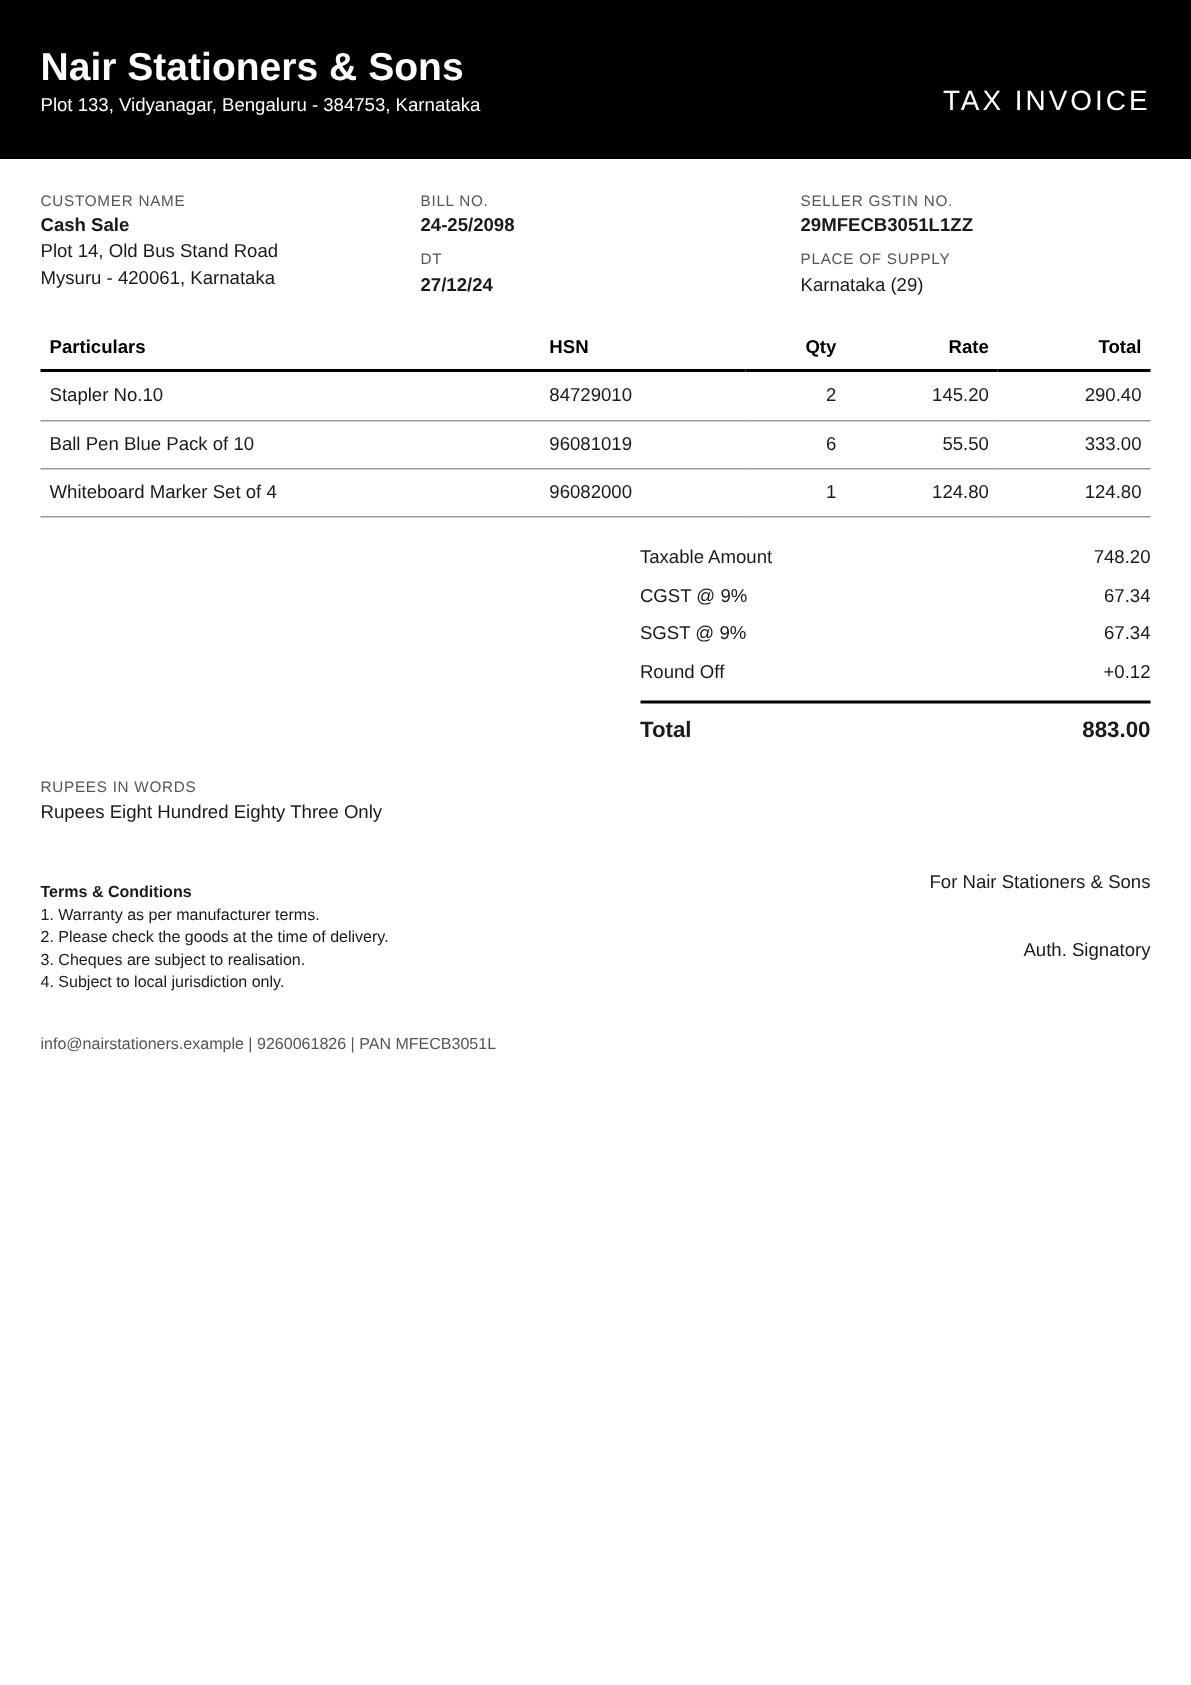 Nair Stationers & Sons
Plot 133, Vidyanagar, Bengaluru - 384753, Karnataka
TAX INVOICE
CUSTOMER NAME
Cash Sale
Plot 14, Old Bus Stand Road
Mysuru - 420061, Karnataka
BILL NO.
24-25/2098
DT
27/12/24
SELLER GSTIN NO.
29MFECB3051L1ZZ
PLACE OF SUPPLY
Karnataka (29)
Particulars HSN Qty Rate Total
Stapler No.10 84729010 2 145.20 290.40
Ball Pen Blue Pack of 10 96081019 6 55.50 333.00
Whiteboard Marker Set of 4 96082000 1 124.80 124.80
Taxable Amount 748.20
CGST @ 9% 67.34
SGST @ 9% 67.34
Round Off +0.12
Total 883.00
RUPEES IN WORDS
Rupees Eight Hundred Eighty Three Only
Terms & Conditions
1. Warranty as per manufacturer terms.
2. Please check the goods at the time of delivery.
3. Cheques are subject to realisation.
4. Subject to local jurisdiction only.
For Nair Stationers & Sons
Auth. Signatory
info@nairstationers.example | 9260061826 | PAN MFECB3051L